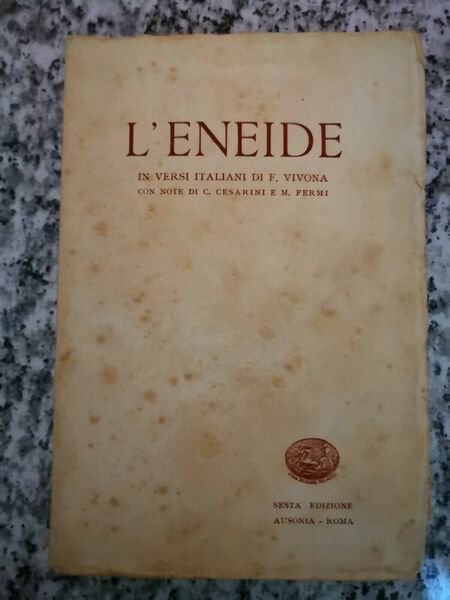 L'ENEIDE
IN VERSI ITALIANI DI F. VIVONA
CON NOTE DI C. CESARINI E M. FERMI
SESTA EDIZIONE
AUSONIA - ROMA